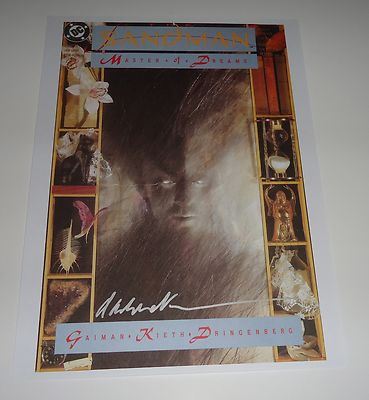 DC
SANDMAN
MASTER • of • DREAMS
GAIMAN • KIETH • DRINGENBERG